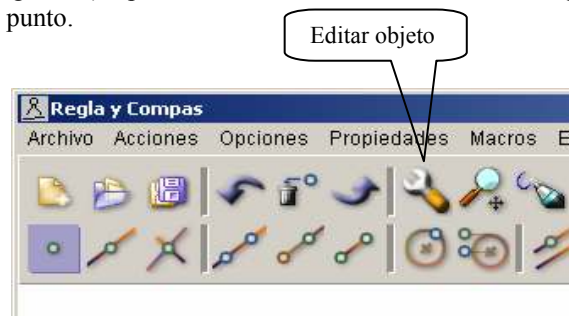 punto.
Editar objeto
Regla y Compas
Archivo Acciones Opciones Propiedades Macros E